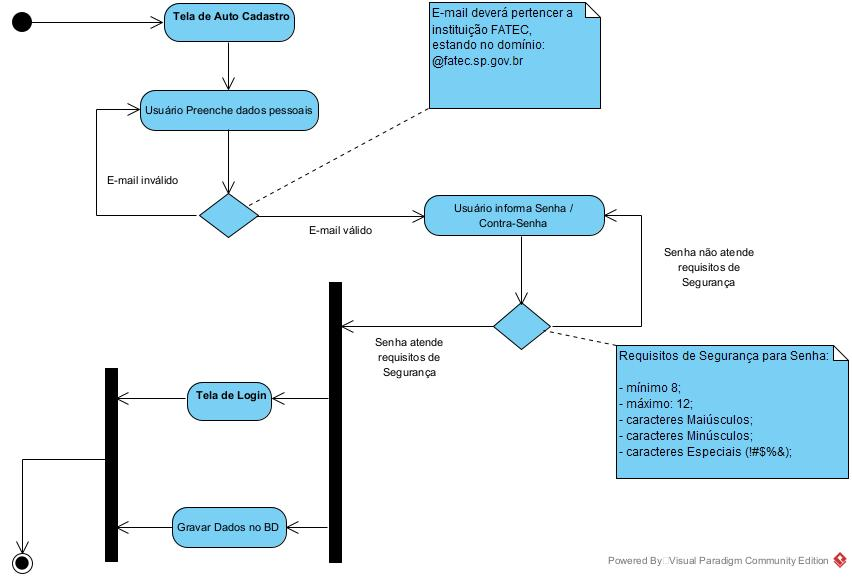 Tela de Auto Cadastro
E-mail deverá pertencer a
instituição FATEC,
estando no domínio:
@fatec.sp.gov.br
Usuário Preenche dados pessoais
E-mail inválido
Usuário informa Senha /
Contra-Senha
E-mail válido
Senha não atende
requisitos de
Segurança
Senha atende
requisitos de
Segurança
Requisitos de Segurança para Senha:
- mínimo 8;
- máximo: 12;
- caracteres Maiúsculos;
- caracteres Minúsculos;
- caracteres Especiais (!#$%&);
Tela de Login
Gravar Dados no BD
Powered By Visual Paradigm Community Edition